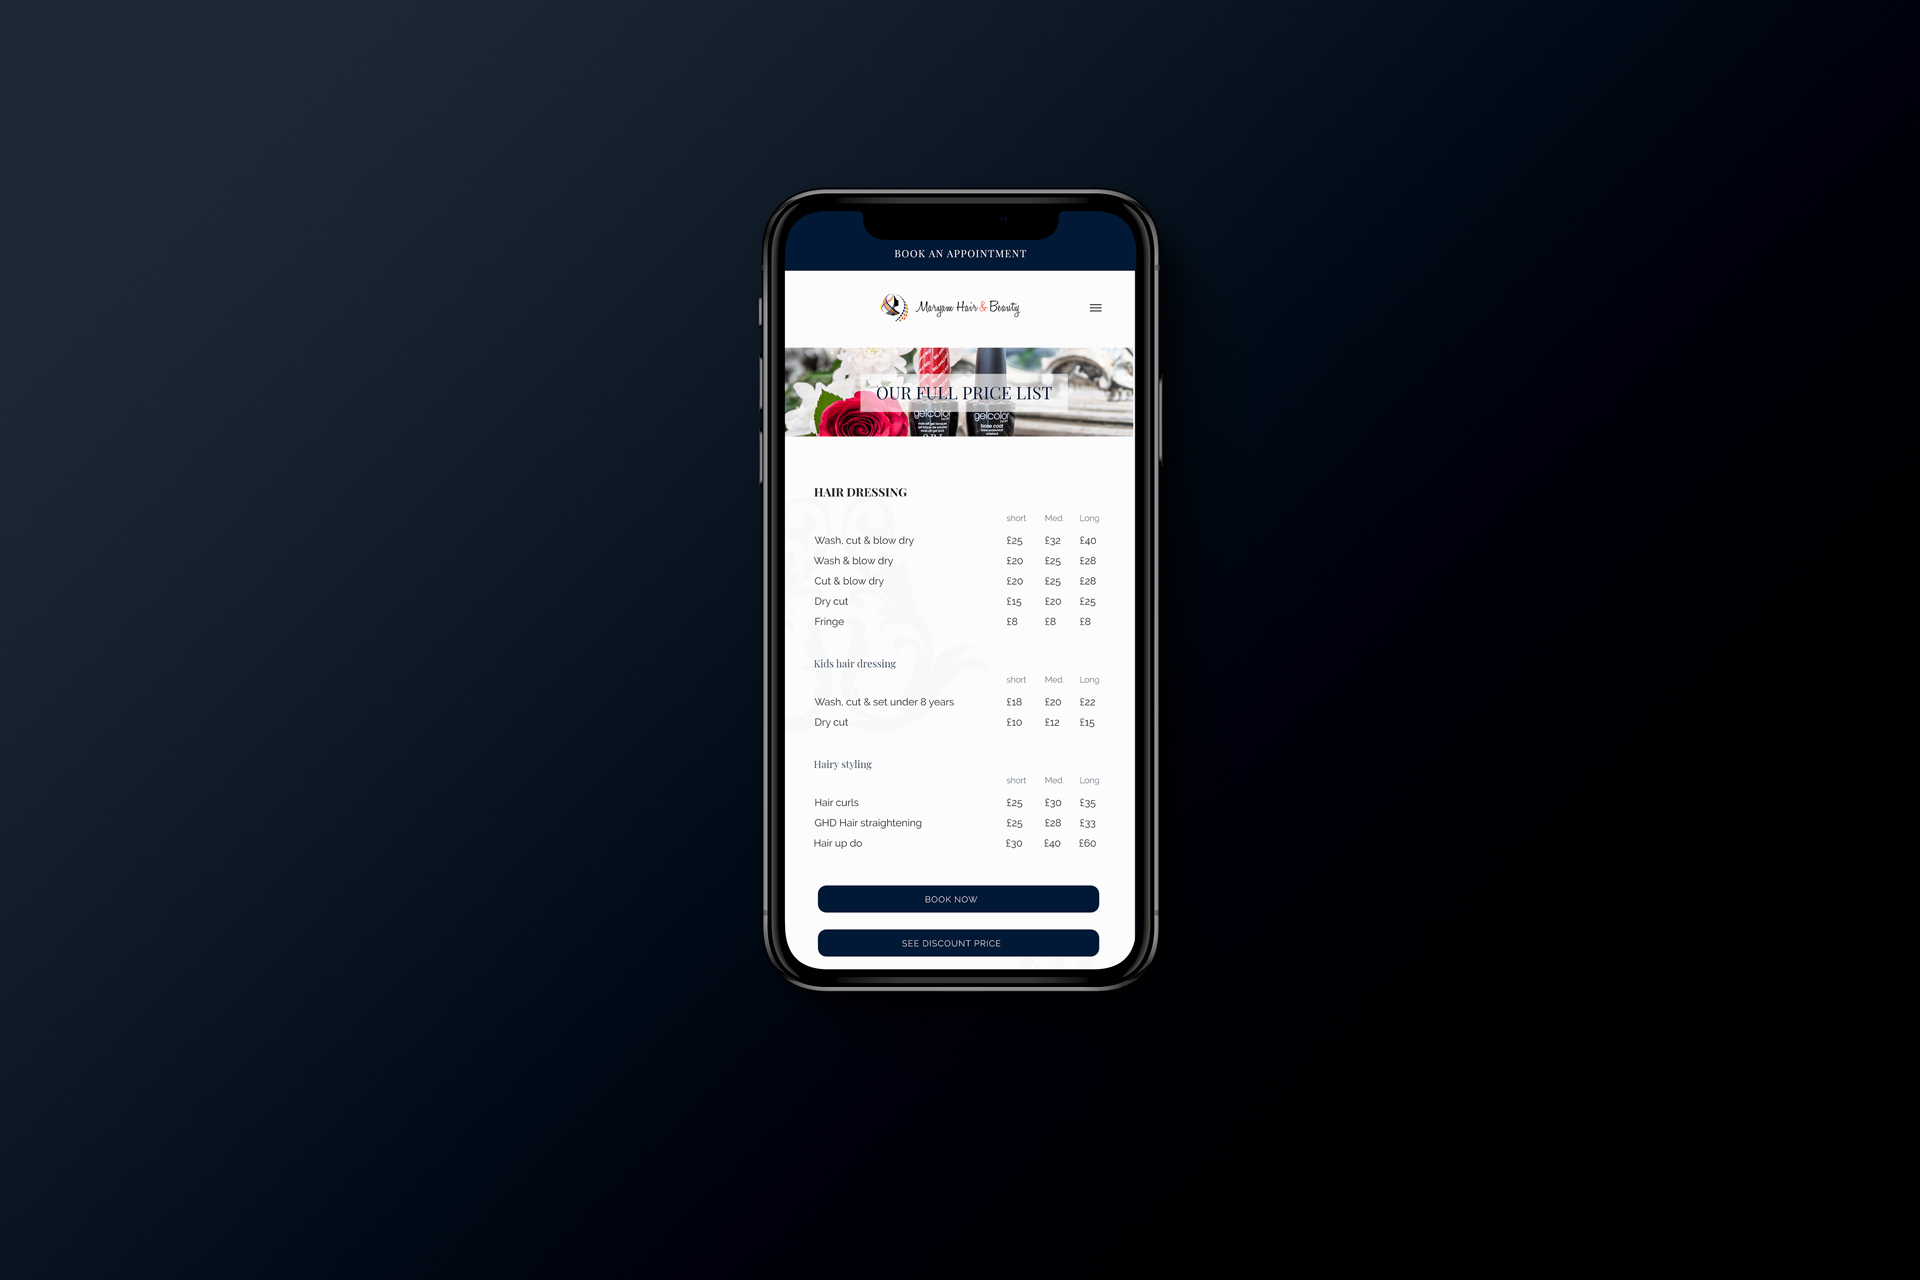 BOOK AN APPOINTMENT
Maryam Hair & Beauty
OUR FULL PRICE LIST
gelcolor gelcolor
base coat
OPI
HAIR DRESSING
short Med. Long
Wash, cut & blow dry £25 £32 £40
Wash & blow dry £20 £25 £28
Cut & blow dry £20 £25 £28
Dry cut £15 £20 £25
Fringe £8 £8 £8
Kids hair dressing
short Med. Long
Wash, cut & set under 8 years £18 £20 £22
Dry cut £10 £12 £15
Hairy styling
short Med. Long
Hair curls £25 £30 £35
GHD Hair straightening £25 £28 £33
Hair up do £30 £40 £60
BOOK NOW
SEE DISCOUNT PRICE